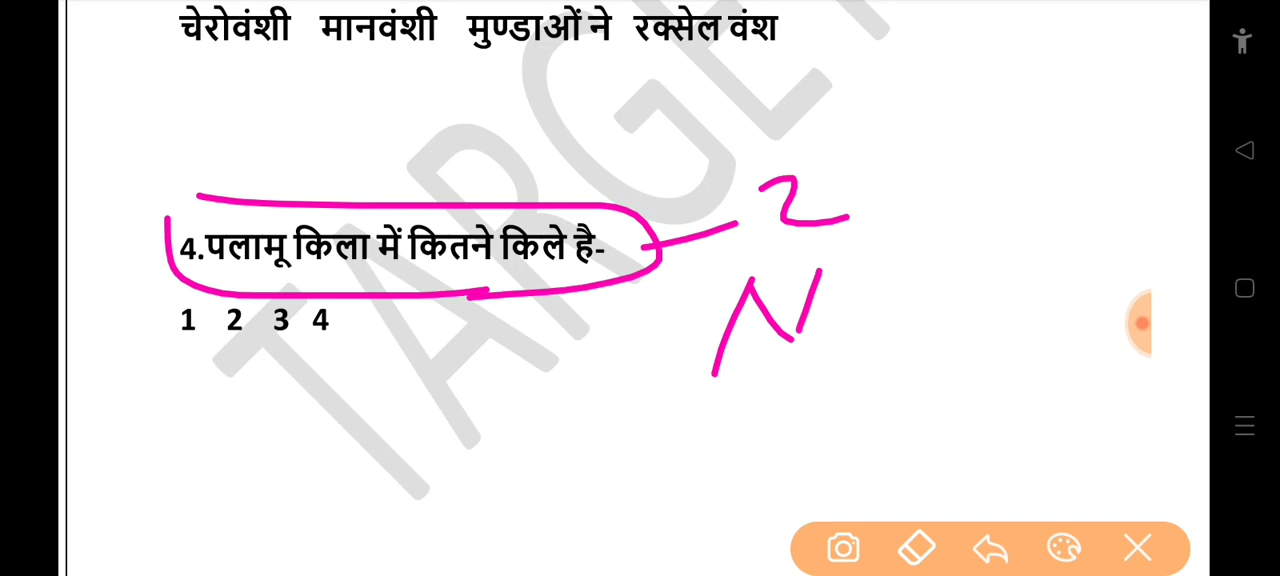 चेरोवंशी मानवंशी मुण्डाओं ने रक्सेल वंश
TARGET
4.पलामू किला में कितने किले है-
2
1 2 3 4
N